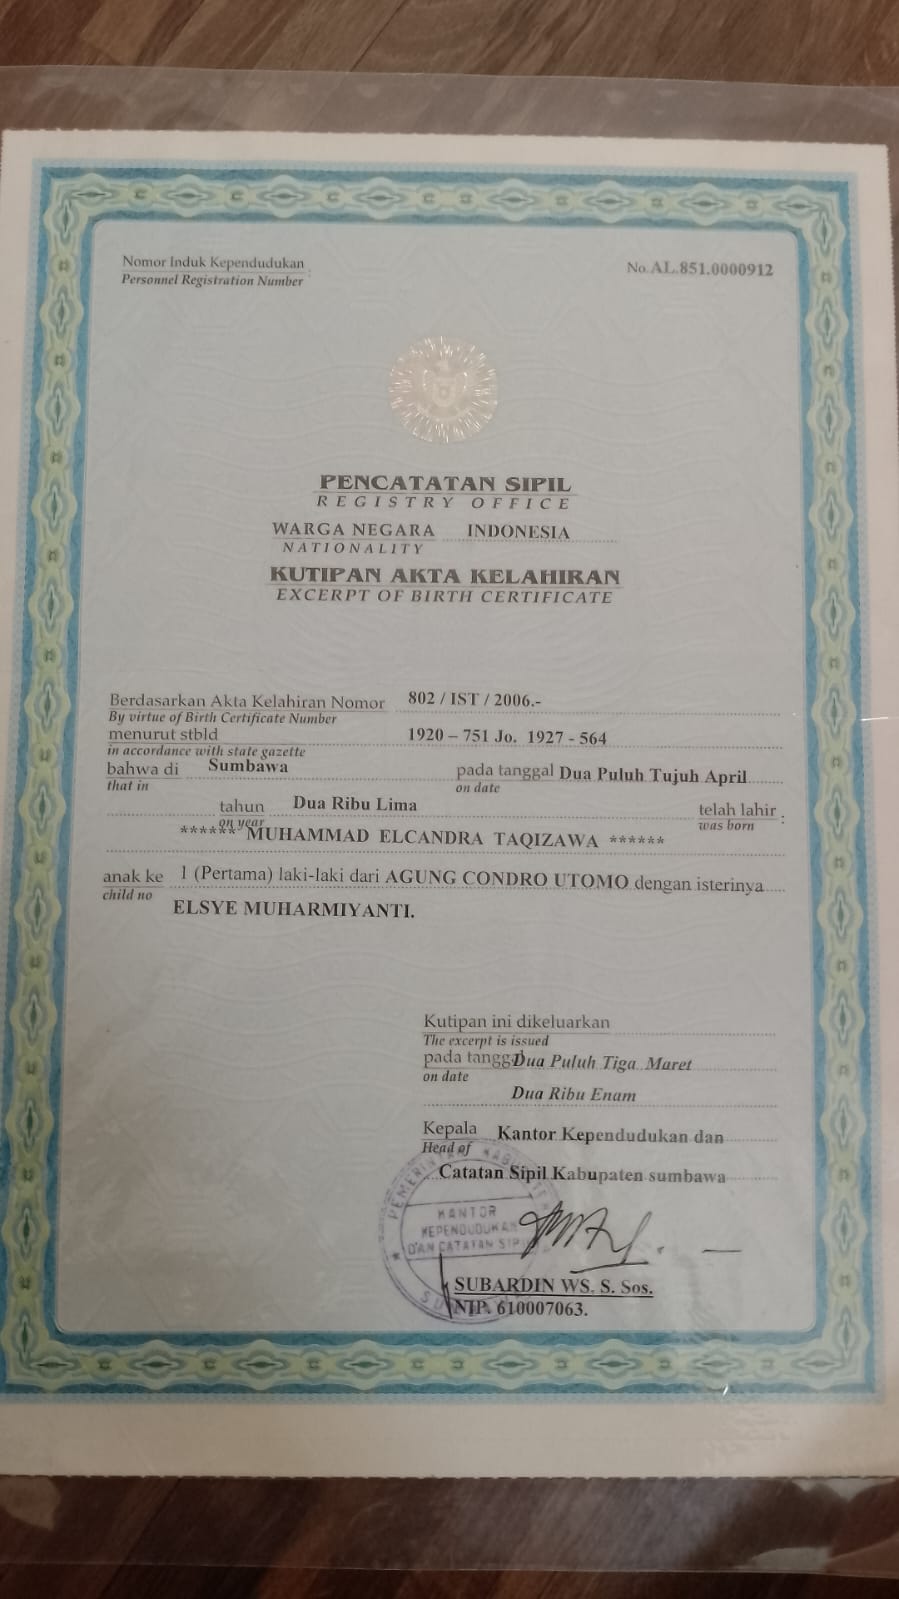 Nomor Induk Kependudukan :
Personnel Registration Number
No. AL.851.0000912
PENCATATAN SIPIL
REGISTRY OFFICE
WARGA NEGARA INDONESIA
NATIONALITY
KUTIPAN AKTA KELAHIRAN
EXCERPT OF BIRTH CERTIFICATE
Berdasarkan Akta Kelahiran Nomor 802 / IST / 2006.-
By virtue of Birth Certificate Number
menurut stbld 1920 – 751 Jo. 1927 - 564
in accordance with state gazette
bahwa di Sumbawa pada tanggal Dua Puluh Tujuh April
that in on date
tahun Dua Ribu Lima telah lahir :
on year was born
****** MUHAMMAD ELCANDRA TAQIZAWA ******
anak ke 1 (Pertama) laki-laki dari AGUNG CONDRO UTOMO dengan isterinya
child no
ELSYE MUHARMIYANTI.
Kutipan ini dikeluarkan
The excerpt is issued
pada tanggal Dua Puluh Tiga Maret
on date
Dua Ribu Enam
Kepala Kantor Kependudukan dan
Head of
Catatan Sipil Kabupaten sumbawa
KANTOR
KEPENDUDUKAN
DAN CATATAN SIPIL
SUBARDIN WS, S. Sos.
NIP. 610007063.